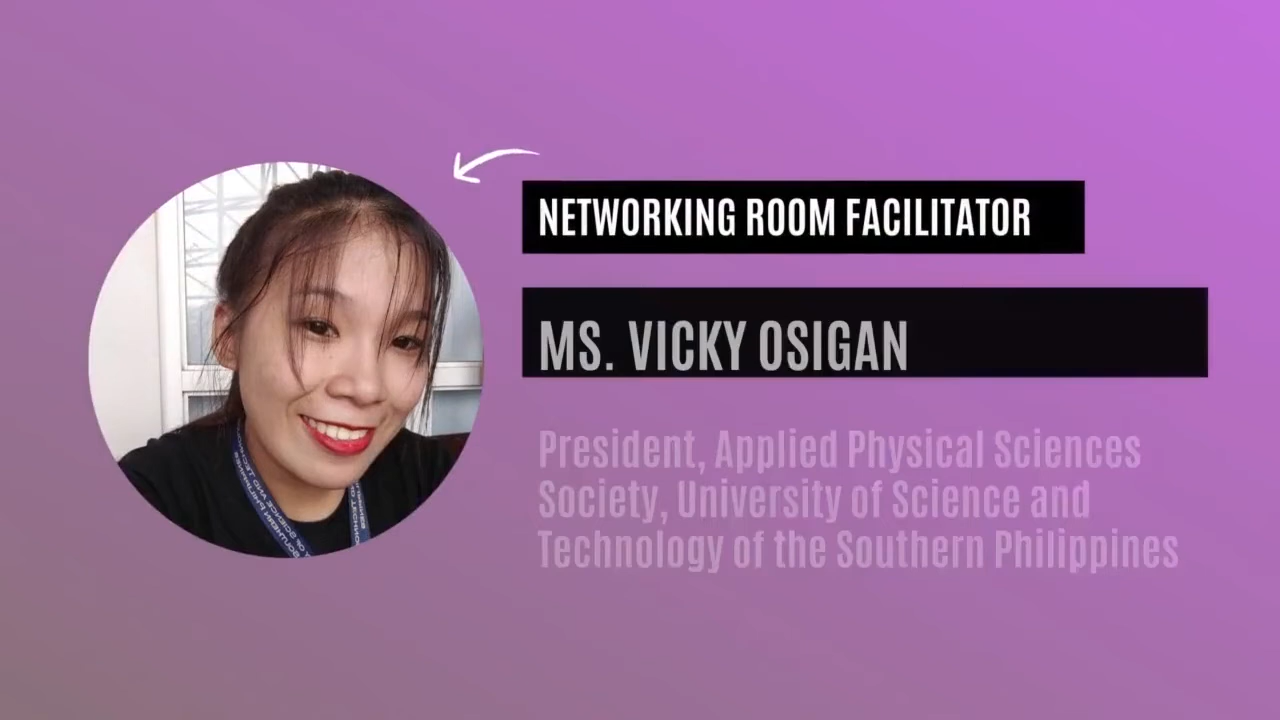 NETWORKING ROOM FACILITATOR
MS. VICKY OSIGAN
President, Applied Physical Sciences
Society, University of Science and
Technology of the Southern Philippines